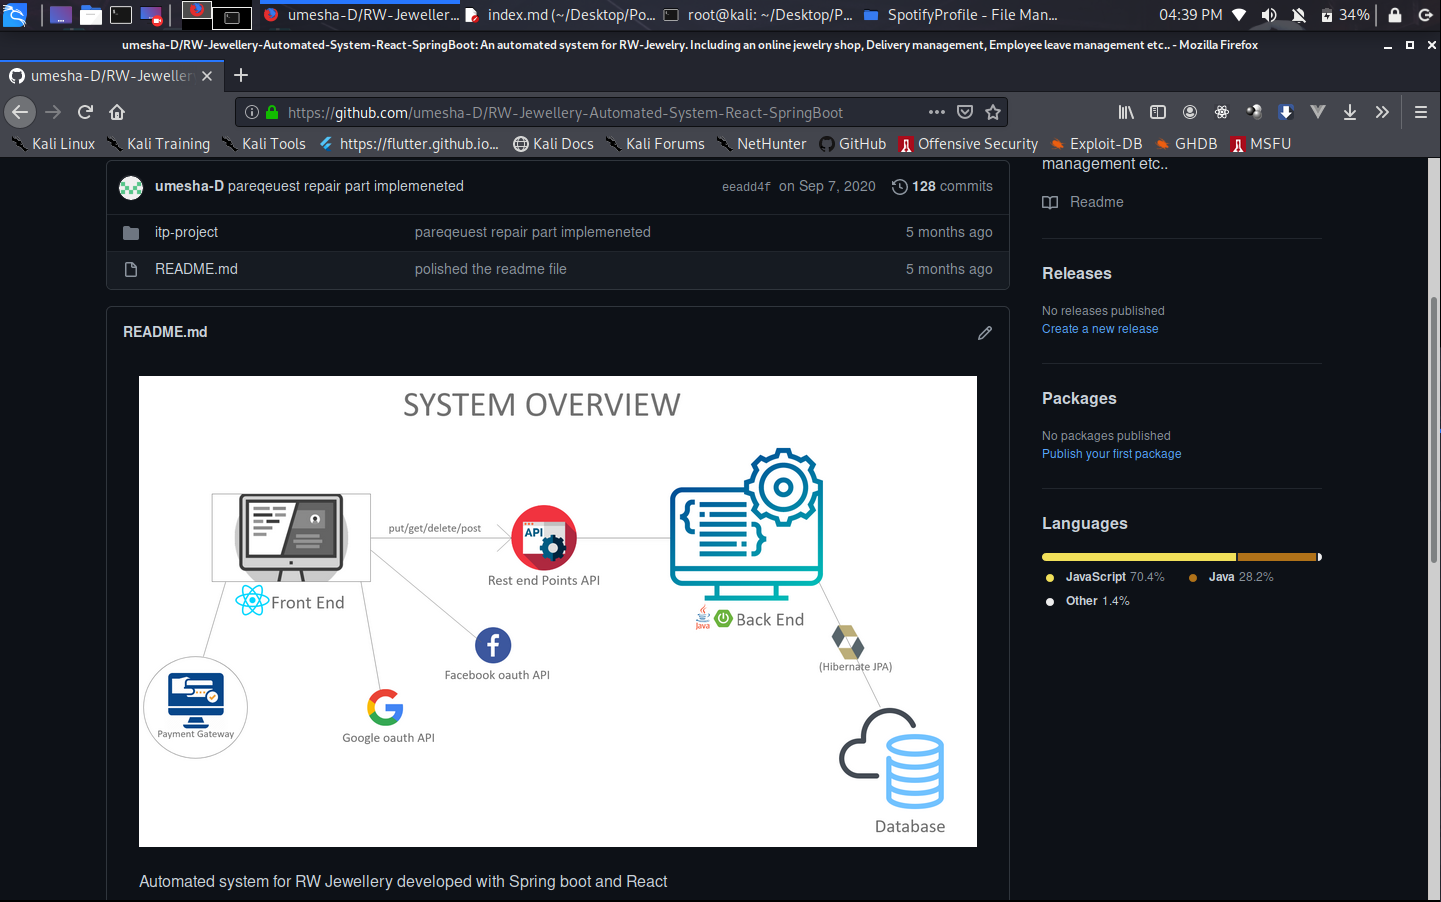 umesha-D/RW-Jeweller...
index.md (~/Desktop/Po...
root@kali: ~/Desktop/P...
SpotifyProfile - File Man...
04:39 PM
34%
umesha-D/RW-Jewellery-Automated-System-React-SpringBoot: An automated system for RW-Jewelry. Including an online jewelry shop, Delivery management, Employee leave management etc.. - Mozilla Firefox
umesha-D/RW-Jeweller
https://github.com/umesha-D/RW-Jewellery-Automated-System-React-SpringBoot
Kali Linux
Kali Training
Kali Tools
https://flutter.github.io...
Kali Docs
Kali Forums
NetHunter
GitHub
Offensive Security
Exploit-DB
GHDB
MSFU
umesha-D pareqeuest repair part implemeneted
eeadd4f on Sep 7, 2020
128 commits
itp-project
pareqeuest repair part implemeneted
5 months ago
README.md
polished the readme file
5 months ago
README.md
SYSTEM OVERVIEW
put/get/delete/post
API
Rest end Points API
Front End
Java
Back End
Facebook oauth API
(Hibernate JPA)
Payment Gateway
Google oauth API
Database
Automated system for RW Jewellery developed with Spring boot and React
management etc..
Readme
Releases
No releases published
Create a new release
Packages
No packages published
Publish your first package
Languages
JavaScript 70.4%
Java 28.2%
Other 1.4%